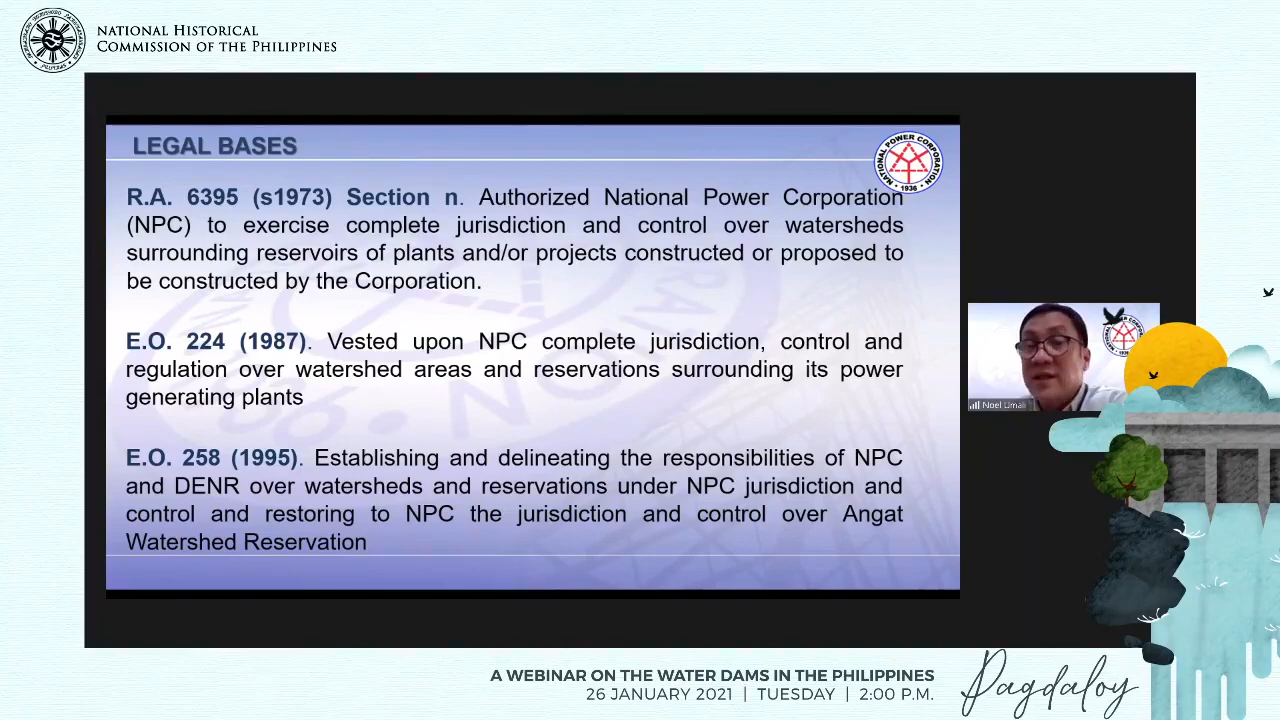 NATIONAL HISTORICAL
COMMISSION OF THE PHILIPPINES
LEGAL BASES
NATIONAL POWER CORPORATION
1936
R.A. 6395 (s1973) Section n. Authorized National Power Corporation
(NPC) to exercise complete jurisdiction and control over watersheds
surrounding reservoirs of plants and/or projects constructed or proposed to
be constructed by the Corporation.
E.O. 224 (1987). Vested upon NPC complete jurisdiction, control and
regulation over watershed areas and reservations surrounding its power
generating plants
E.O. 258 (1995). Establishing and delineating the responsibilities of NPC
and DENR over watersheds and reservations under NPC jurisdiction and
control and restoring to NPC the jurisdiction and control over Angat
Watershed Reservation
Noel Umali
A WEBINAR ON THE WATER DAMS IN THE PHILIPPINES
26 JANUARY 2021 | TUESDAY | 2:00 P.M.
Pagdaloy